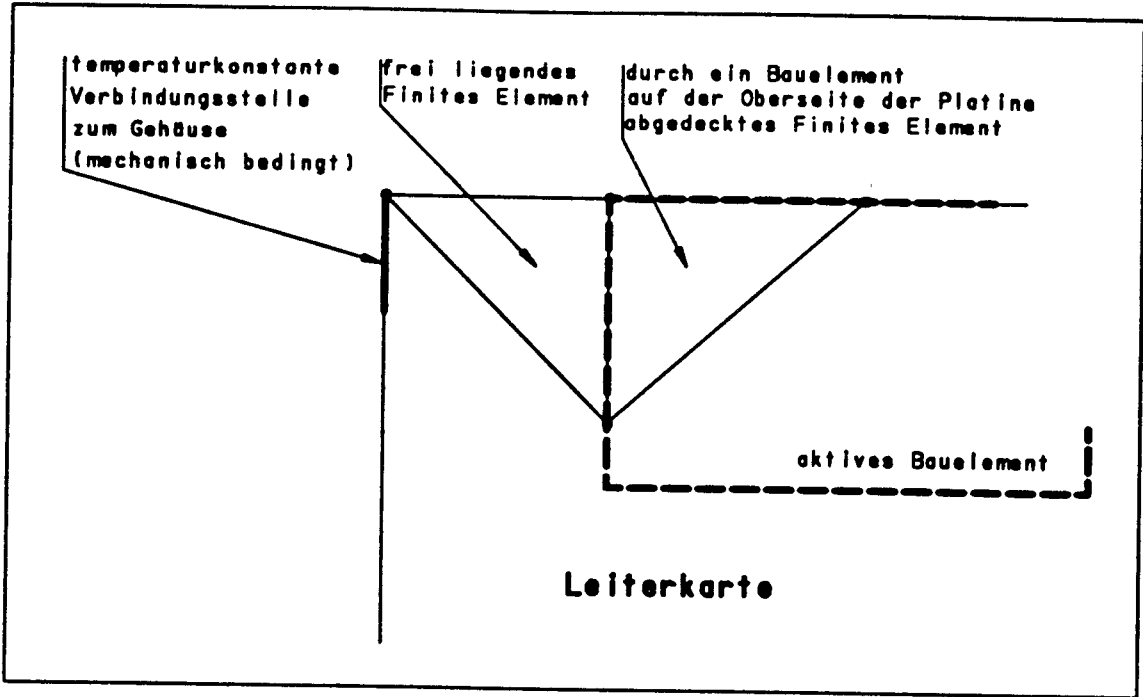 temperaturkonstante
Verbindungsstelle
zum Gehäuse
(mechanisch bedingt)
frei liegendes
Finites Element
durch ein Bauelement
auf der Oberseite der Platine
abgedecktes Finites Element
aktives Bauelement
Leiterkarte